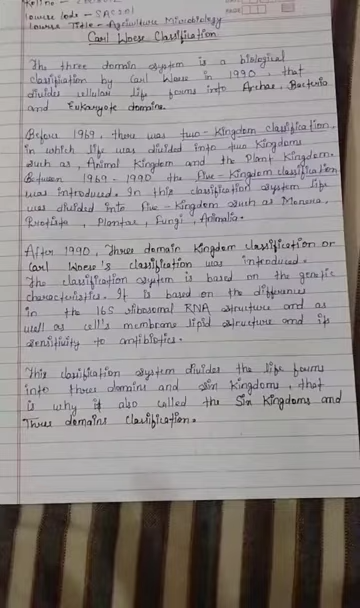 Course Code - SAC201
Course Title - Agriculture Microbiology
Carl Woese Classification
The three domain system is a biological
classification by Carl Woese in 1990, that
divides cellular life forms into Archae, Bacteria
and Eukaryote domains.
Before 1969, there was two-Kingdom classification,
in which life was divided into two Kingdoms
such as, Animal Kingdom and the Plant Kingdom.
Between 1969-1990 the Five-Kingdom classification
was introduced. In this classification system life
was divided into Five-Kingdom such as Monera,
Protista, Plantae, Fungi, Animalia.
After 1990, Three domain Kingdom classification or
Carl Woese's classification was introduced.
The classification system is based on the genetic
characteristics. It is based on the differences
in the 16S ribosomal RNA structure and as
well as cell's membrane lipid structure and its
sensitivity to antibiotics.
This classification system divides the life forms
into three domains and six Kingdoms, that
is why it also called the Six Kingdoms and
Three domains Classification.